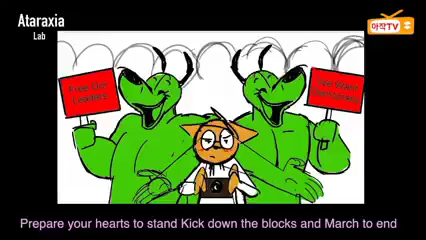 Ataraxia
Lab
아작TV
Free Our
Leaders
We Want
Prepare your hearts to stand Kick down the blocks and March to end